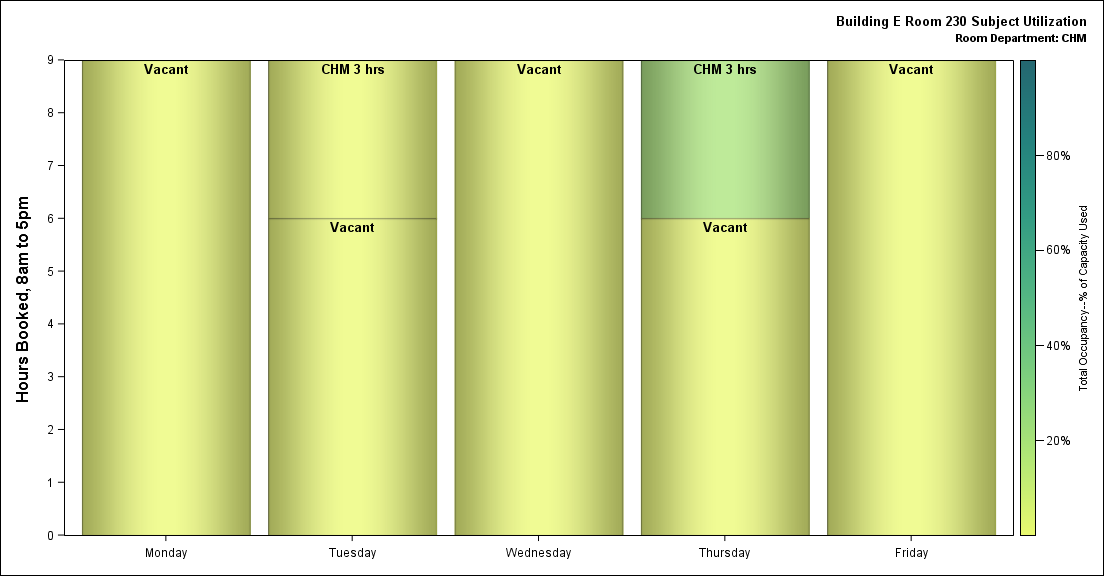 Building E Room 230 Subject Utilization
Room Department: CHM
Hours Booked, 8am to 5pm
9
8
7
6
5
4
3
2
1
0
Vacant
CHM 3 hrs
Vacant
CHM 3 hrs
Vacant
Vacant
Vacant
Monday
Tuesday
Wednesday
Thursday
Friday
80%
60%
40%
20%
Total Occupancy--% of Capacity Used